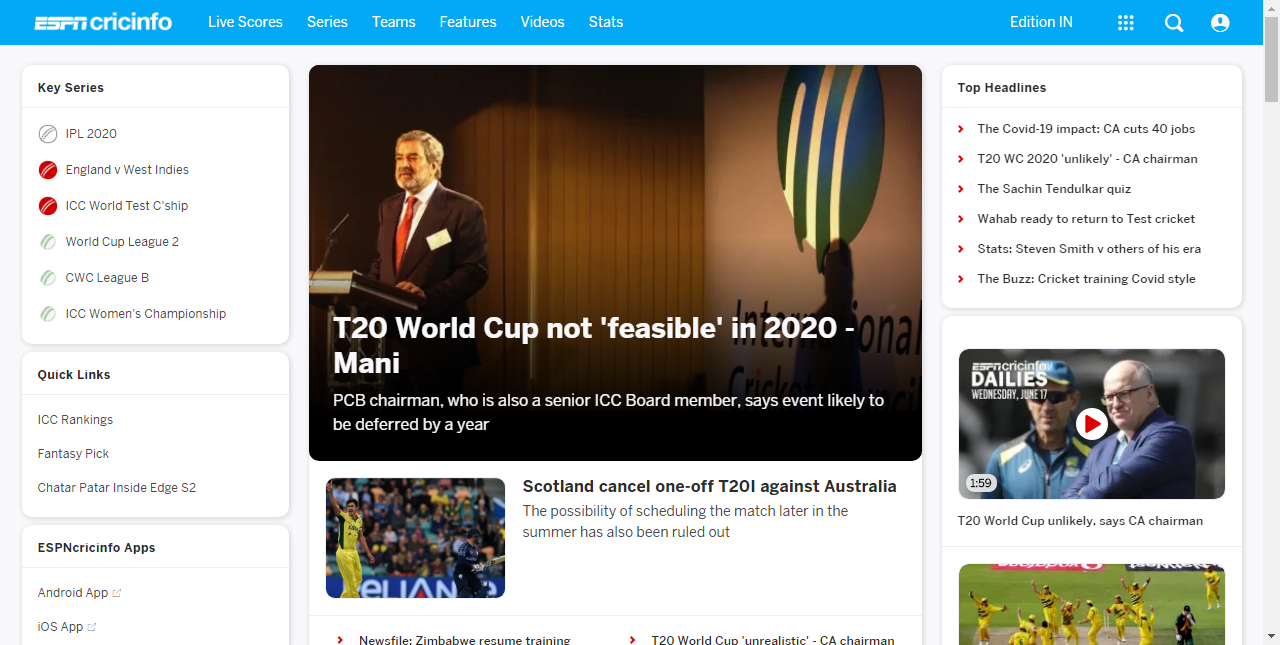 ESPN cricinfo
Live Scores
Series
Teams
Features
Videos
Stats
Edition IN
Key Series
IPL 2020
England v West Indies
ICC World Test C'ship
World Cup League 2
CWC League B
ICC Women's Championship
Quick Links
ICC Rankings
Fantasy Pick
Chatar Patar Inside Edge S2
ESPNcricinfo Apps
Android App
iOS App
International
Cricket Council
T20 World Cup not 'feasible' in 2020 -
Mani
PCB chairman, who is also a senior ICC Board member, says event likely to
be deferred by a year
Scotland cancel one-off T20I against Australia
The possibility of scheduling the match later in the
summer has also been ruled out
Newsfile: Zimbabwe resume training
T20 World Cup 'unrealistic' - CA chairman
Top Headlines
The Covid-19 impact: CA cuts 40 jobs
T20 WC 2020 'unlikely' - CA chairman
The Sachin Tendulkar quiz
Wahab ready to return to Test cricket
Stats: Steven Smith v others of his era
The Buzz: Cricket training Covid style
ESPN cricinfo
DAILIES
WEDNESDAY, JUNE 17
1:59
T20 World Cup unlikely, says CA chairman